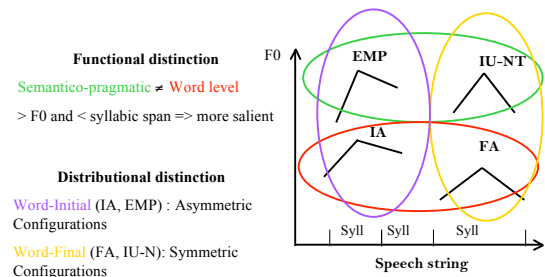 Functional distinction
Semantico-pragmatic ≠ Word level
> F0 and < syllabic span => more salient
Distributional distinction
Word-Initial (IA, EMP) : Asymmetric
Configurations
Word-Final (FA, IU-N): Symmetric
Configurations
F0
EMP
IU-NT
IA
FA
Syll
Syll
Syll
Syll
Speech string